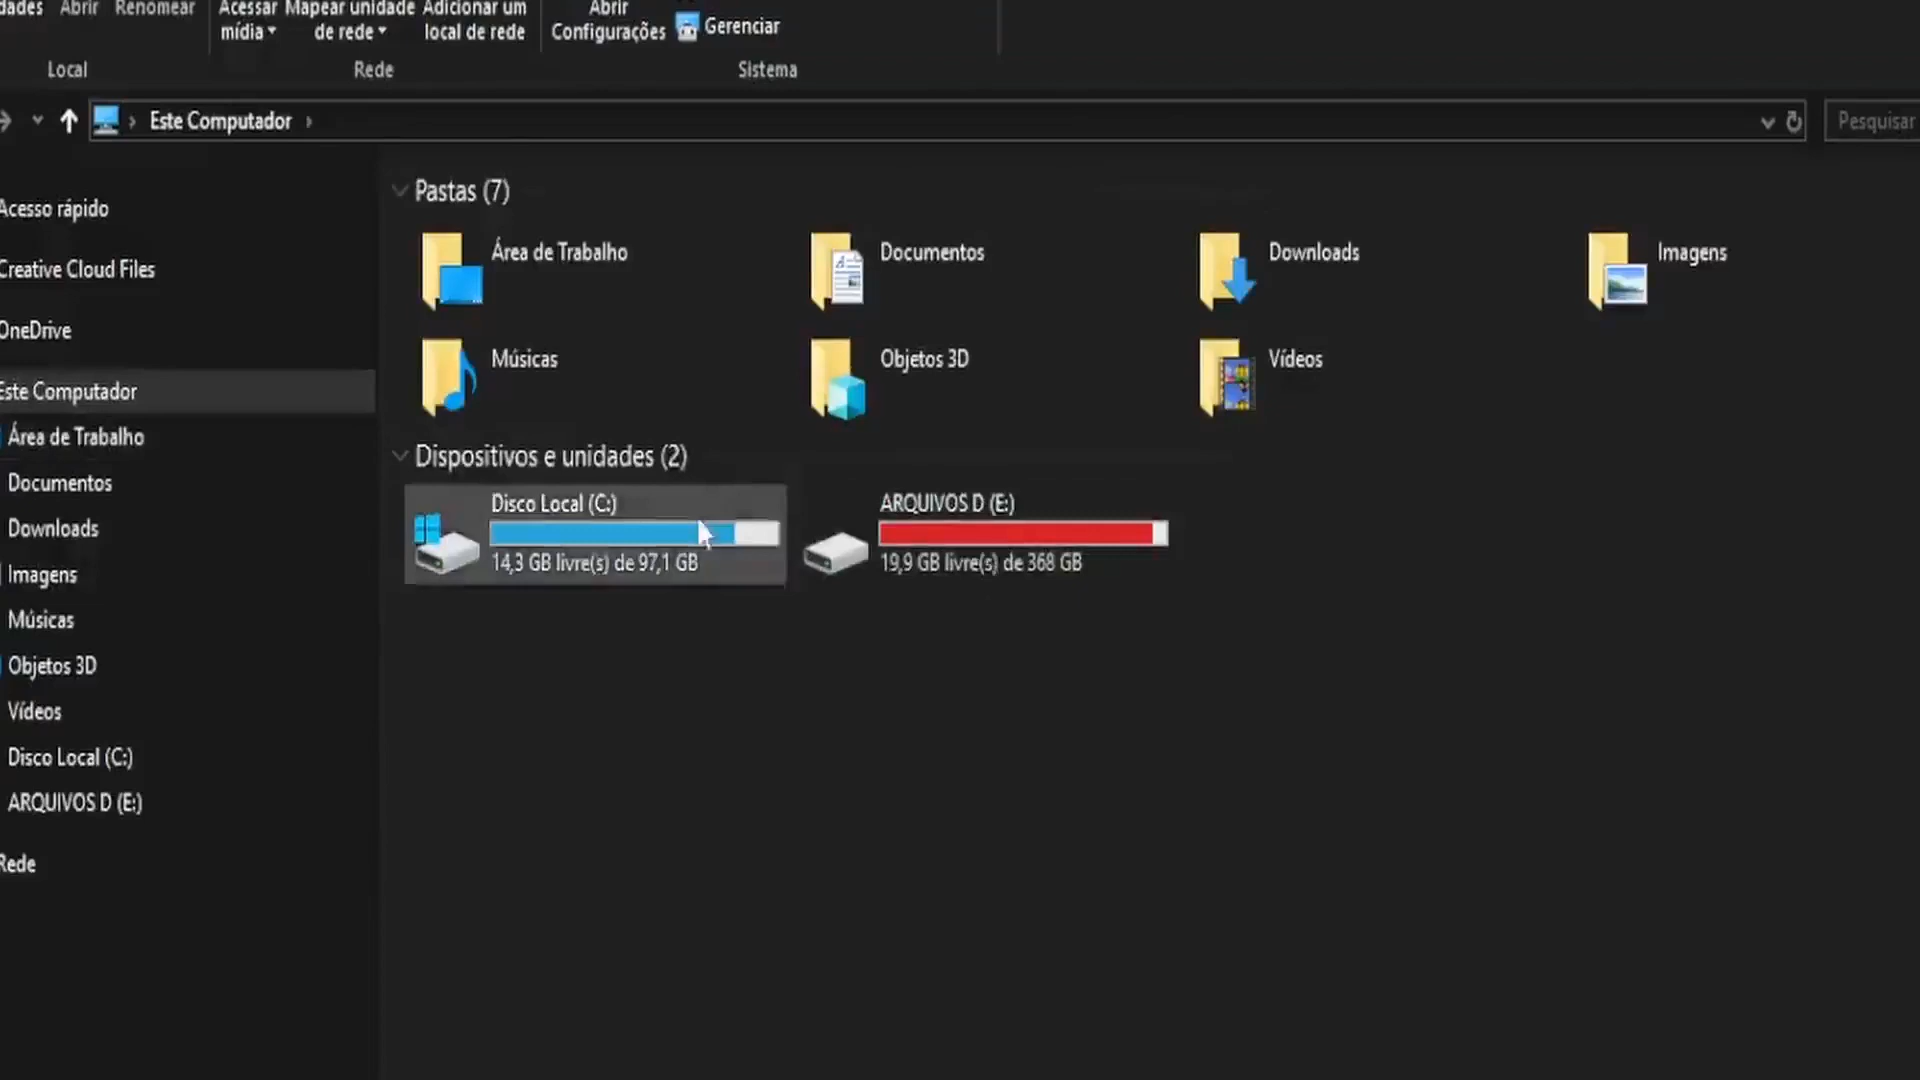 dades Abrir Renomear Acessar Mapear unidade Adicionar um Abrir
mídia de rede local de rede Configurações Gerenciar
Local Rede Sistema
Este Computador Pesquisar
Pastas (7)
Acesso rápido
Creative Cloud Files
OneDrive
Este Computador
Área de Trabalho
Documentos
Downloads
Imagens
Músicas
Objetos 3D
Vídeos
Disco Local (C:)
ARQUIVOS D (E:)
Rede
Área de Trabalho Documentos Downloads Imagens
Músicas Objetos 3D Vídeos
Dispositivos e unidades (2)
Disco Local (C:)
14,3 GB livre(s) de 97,1 GB
ARQUIVOS D (E:)
19,9 GB livre(s) de 368 GB